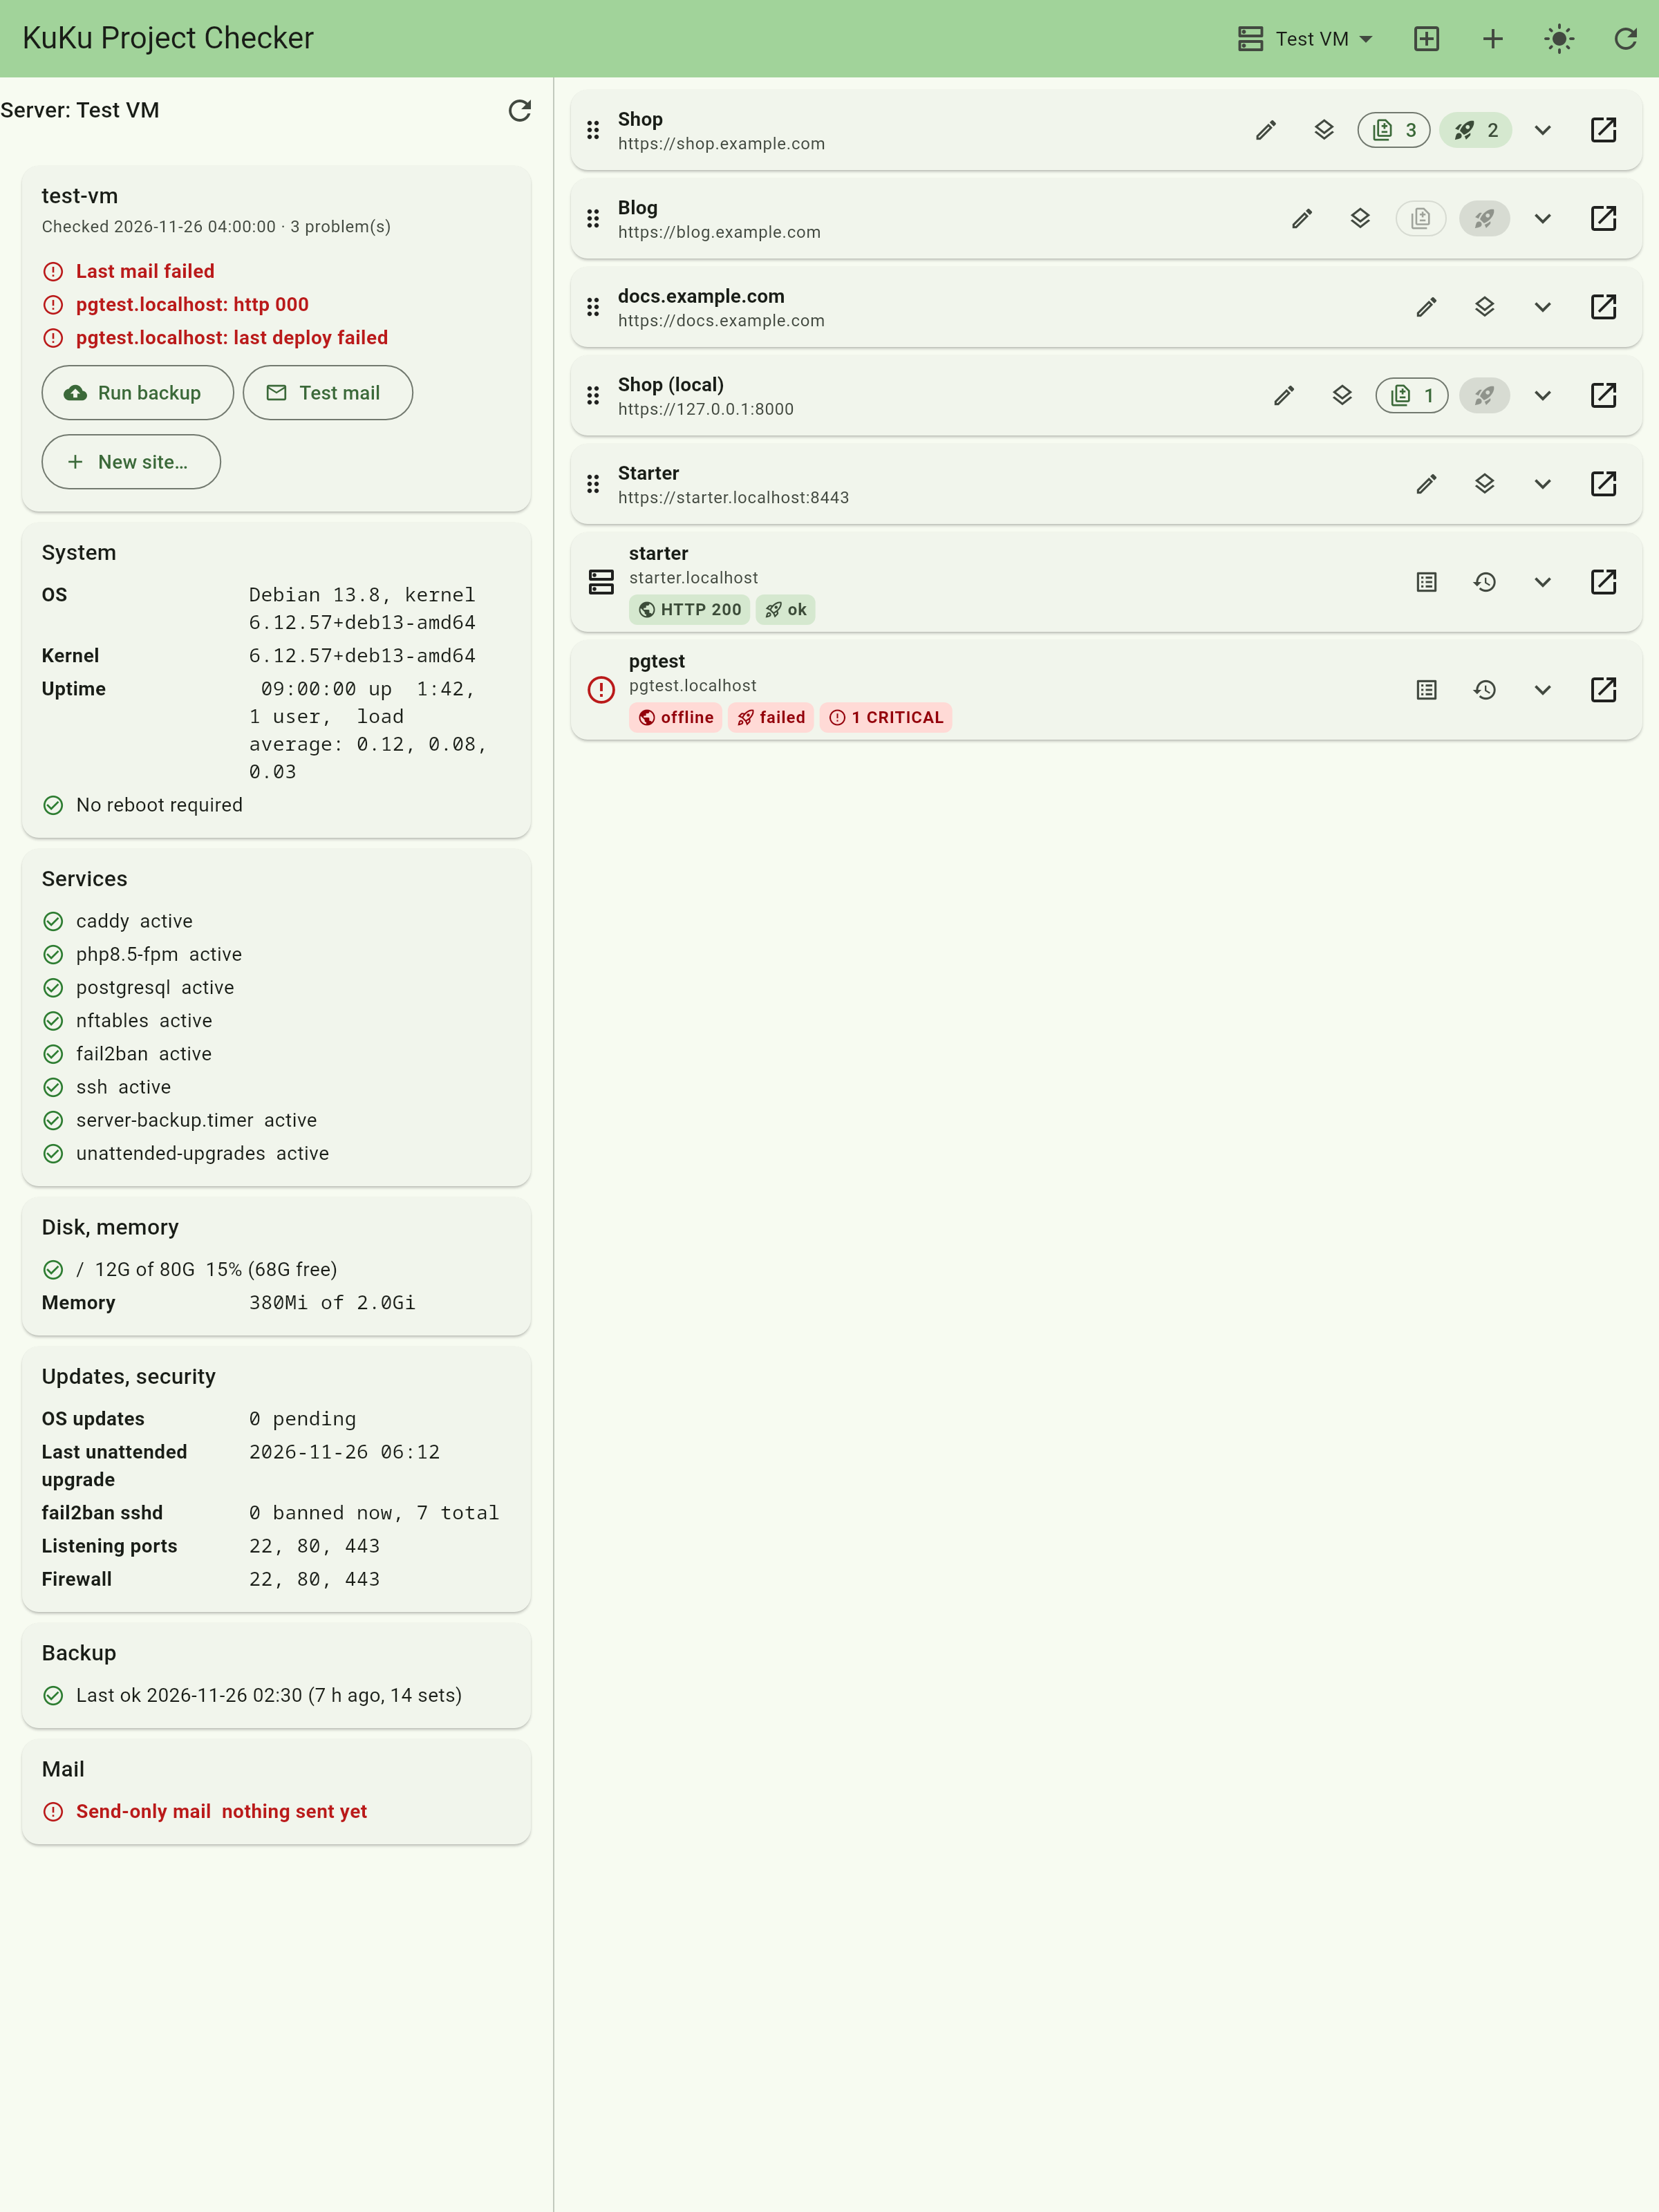 KuKu Project Checker
Test VM
Server: Test VM
test-vm
Checked 2026-11-26 04:00:00 · 3 problem(s)
Last mail failed
pgtest.localhost: http 000
pgtest.localhost: last deploy failed
Run backup
Test mail
New site…
System
OS Debian 13.8, kernel
6.12.57+deb13-amd64
Kernel 6.12.57+deb13-amd64
Uptime 09:00:00 up 1:42,
1 user, load
average: 0.12, 0.08,
0.03
No reboot required
Services
caddy active
php8.5-fpm active
postgresql active
nftables active
fail2ban active
ssh active
server-backup.timer active
unattended-upgrades active
Disk, memory
/ 12G of 80G 15% (68G free)
Memory 380Mi of 2.0Gi
Updates, security
OS updates 0 pending
Last unattended 2026-11-26 06:12
upgrade
fail2ban sshd 0 banned now, 7 total
Listening ports 22, 80, 443
Firewall 22, 80, 443
Backup
Last ok 2026-11-26 02:30 (7 h ago, 14 sets)
Mail
Send-only mail nothing sent yet
Shop
https://shop.example.com
3
2
Blog
https://blog.example.com
docs.example.com
https://docs.example.com
Shop (local)
https://127.0.0.1:8000
1
Starter
https://starter.localhost:8443
starter
starter.localhost
HTTP 200
ok
pgtest
pgtest.localhost
offline
failed
1 CRITICAL